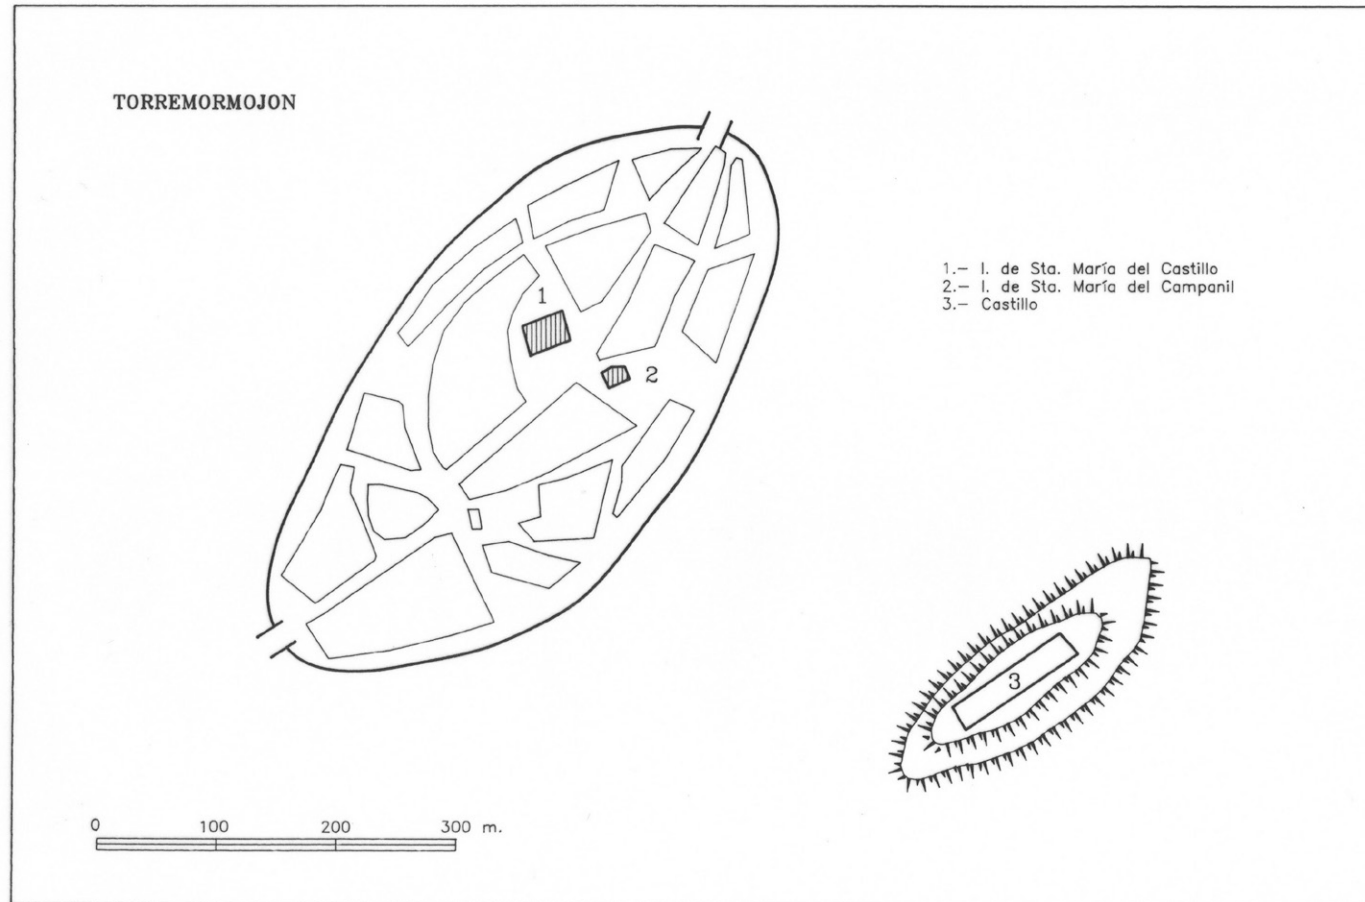 TORREMORMOJON
1.- I. de Sta. María del Castillo
2.- I. de Sta. María del Campanil
3.- Castillo
1
2
3
0 100 200 300 m.